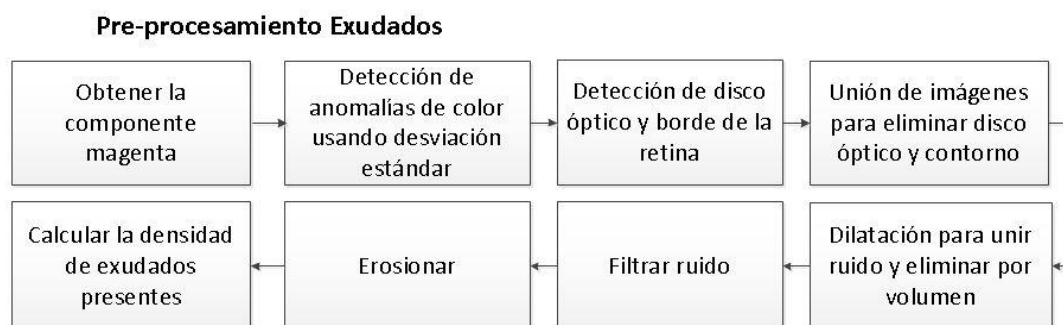 Pre-procesamiento Exudados
Obtener la
componente
magenta
Detección de
anomalías de color
usando desviación
estándar
Detección de disco
óptico y borde de la
retina
Unión de imágenes
para eliminar disco
óptico y contorno
Dilatación para unir
ruido y eliminar por
volumen
Filtrar ruido
Erosionar
Calcular la densidad
de exudados
presentes